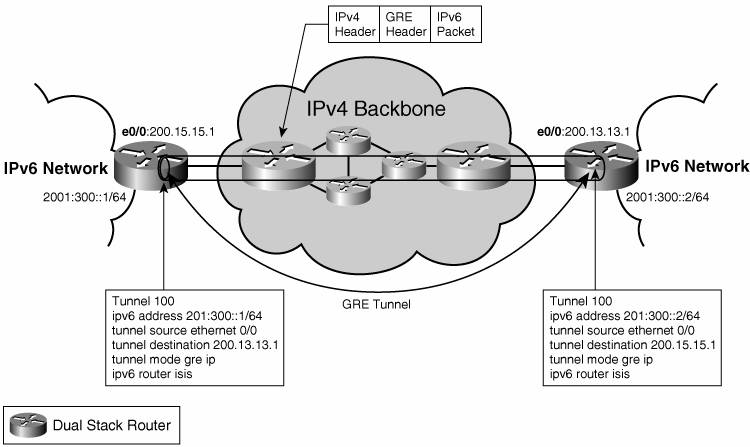 IPv4 Header
GRE Header
IPv6 Packet
IPv4 Backbone
e0/0:200.15.15.1
e0/0:200.13.13.1
IPv6 Network
IPv6 Network
2001:300::1/64
2001:300::2/64
GRE Tunnel
Tunnel 100
ipv6 address 201:300::1/64
tunnel source ethernet 0/0
tunnel destination 200.13.13.1
tunnel mode gre ip
ipv6 router isis
Tunnel 100
ipv6 address 201:300::2/64
tunnel source ethernet 0/0
tunnel destination 200.15.15.1
tunnel mode gre ip
ipv6 router isis
Dual Stack Router